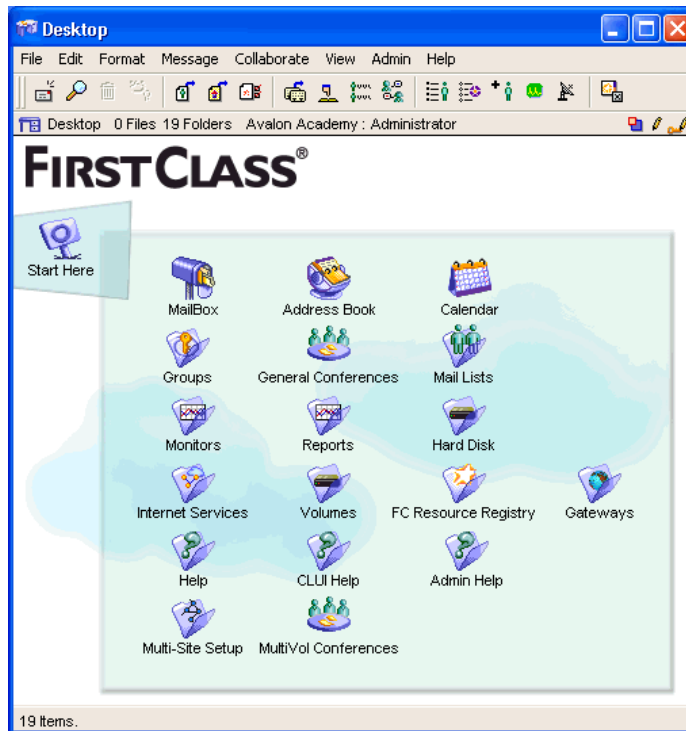 Desktop
File Edit Format Message Collaborate View Admin Help
Desktop 0 Files 19 Folders Avalon Academy : Administrator
FIRSTCLASS®
Start Here
MailBox Address Book Calendar
Groups General Conferences Mail Lists
Monitors Reports Hard Disk
Internet Services Volumes FC Resource Registry Gateways
Help CLUI Help Admin Help
Multi-Site Setup MultiVol Conferences
19 Items.